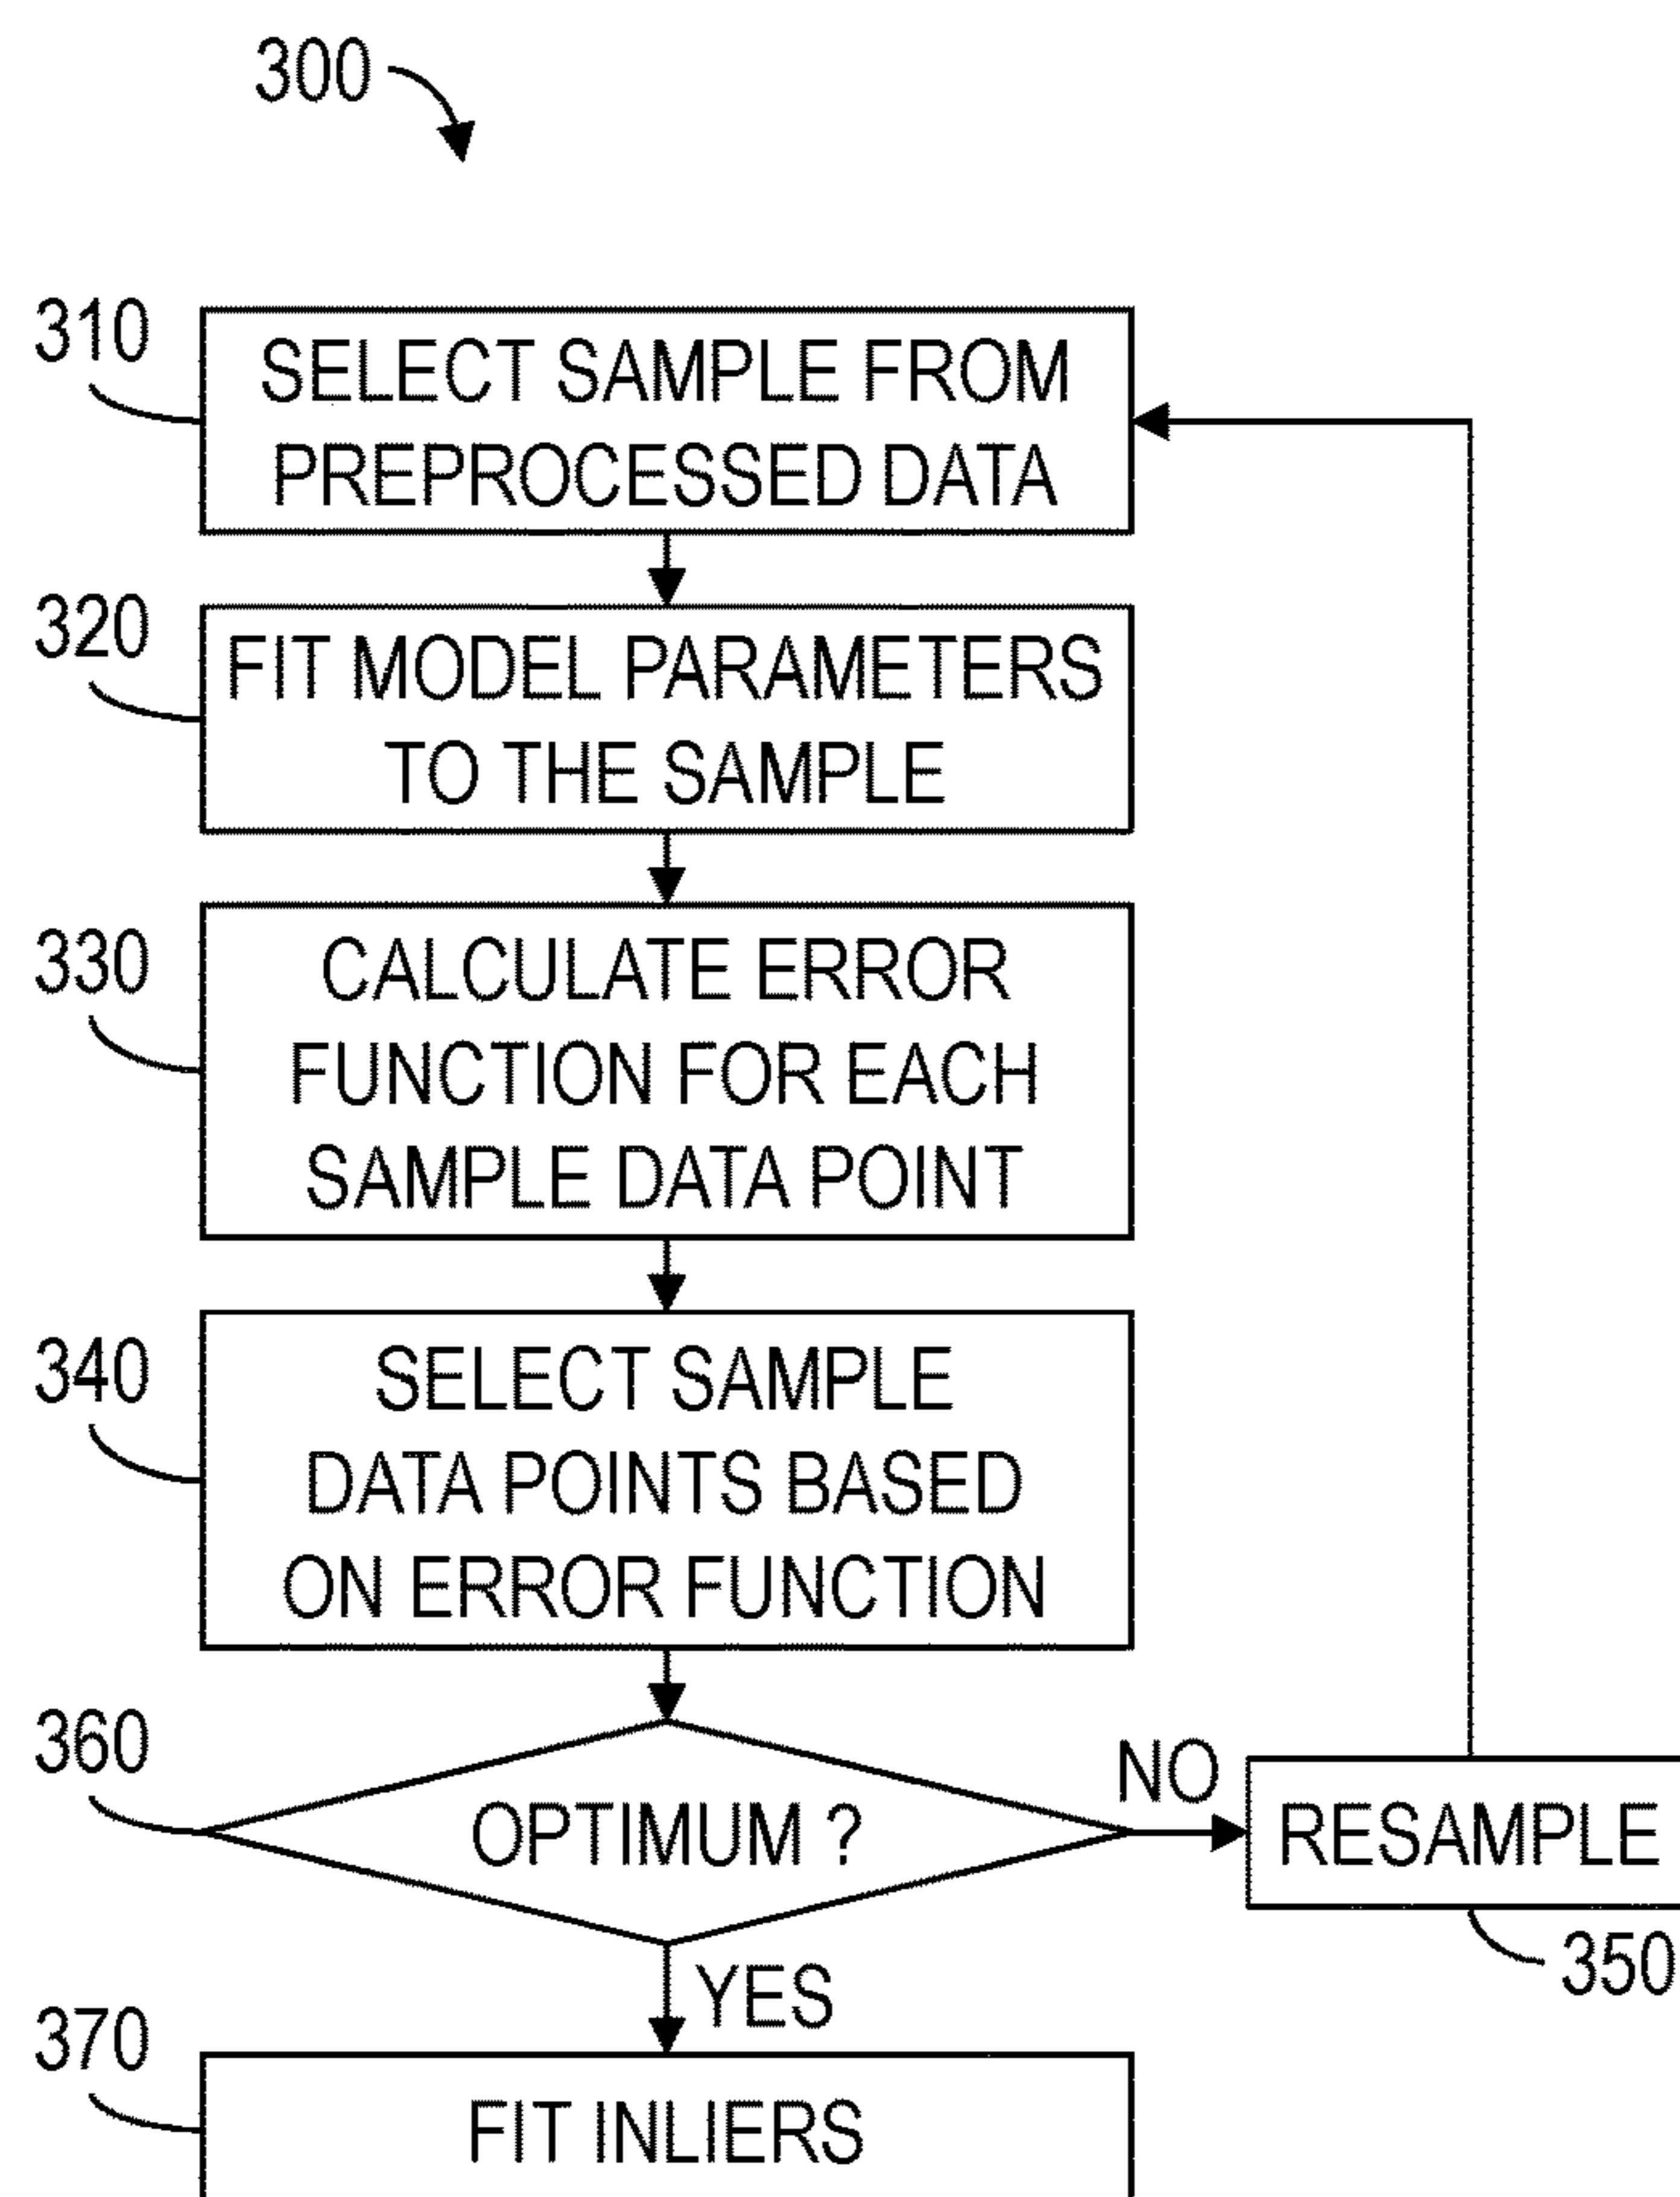 300
310
SELECT SAMPLE FROM
PREPROCESSED DATA
320
FIT MODEL PARAMETERS
TO THE SAMPLE
330
CALCULATE ERROR
FUNCTION FOR EACH
SAMPLE DATA POINT
340
SELECT SAMPLE
DATA POINTS BASED
ON ERROR FUNCTION
360
OPTIMUM ?
NO
RESAMPLE
350
YES
370
FIT INLIERS